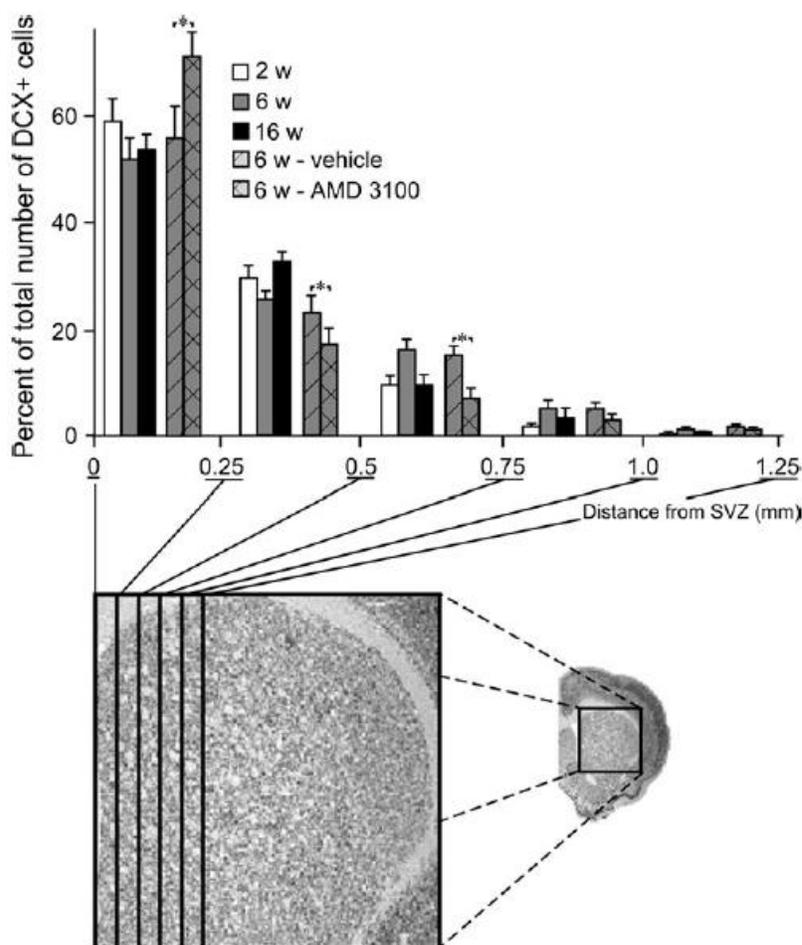 Percent of total number of DCX+ cells
60
40
20
0
*
*
*
2 w
6 w
16 w
6 w - vehicle
6 w - AMD 3100
0 0.25 0.5 0.75 1.0 1.25
Distance from SVZ (mm)